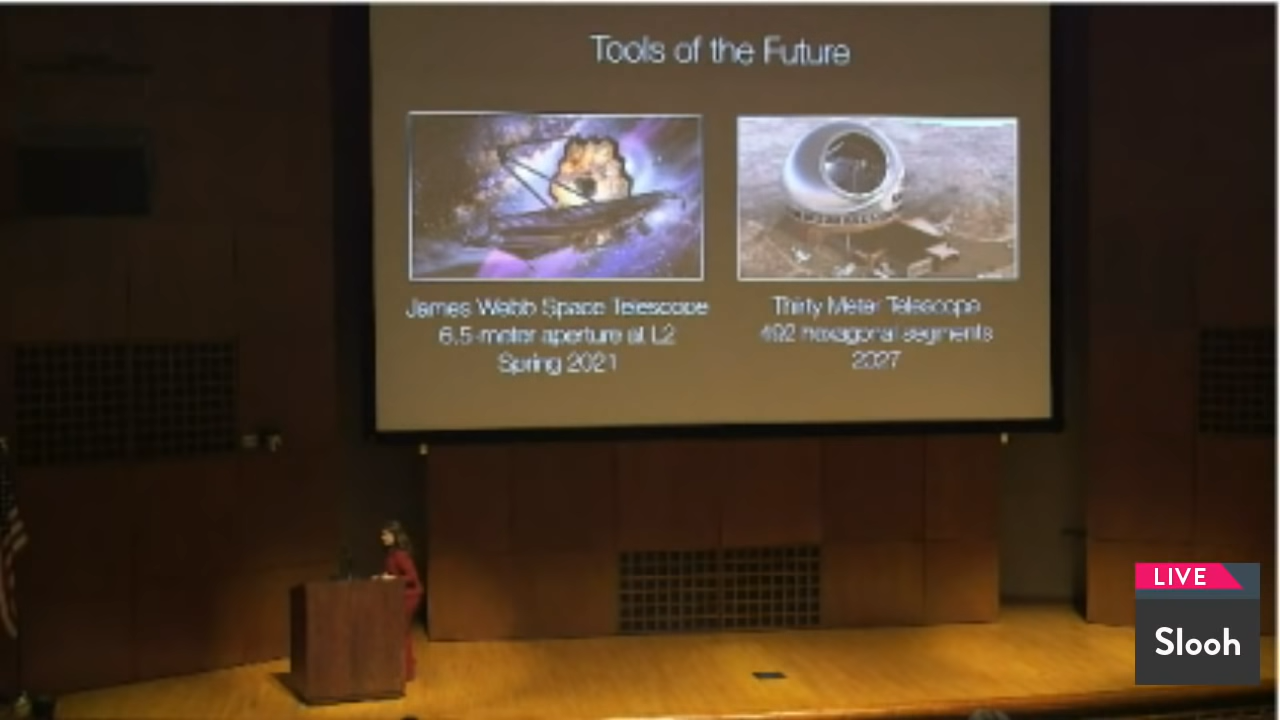 Tools of the Future
James Webb Space Telescope
6.5-meter aperture at L2
Spring 2021
Thirty Meter Telescope
492 hexagonal segments
2027
LIVE
Slooh